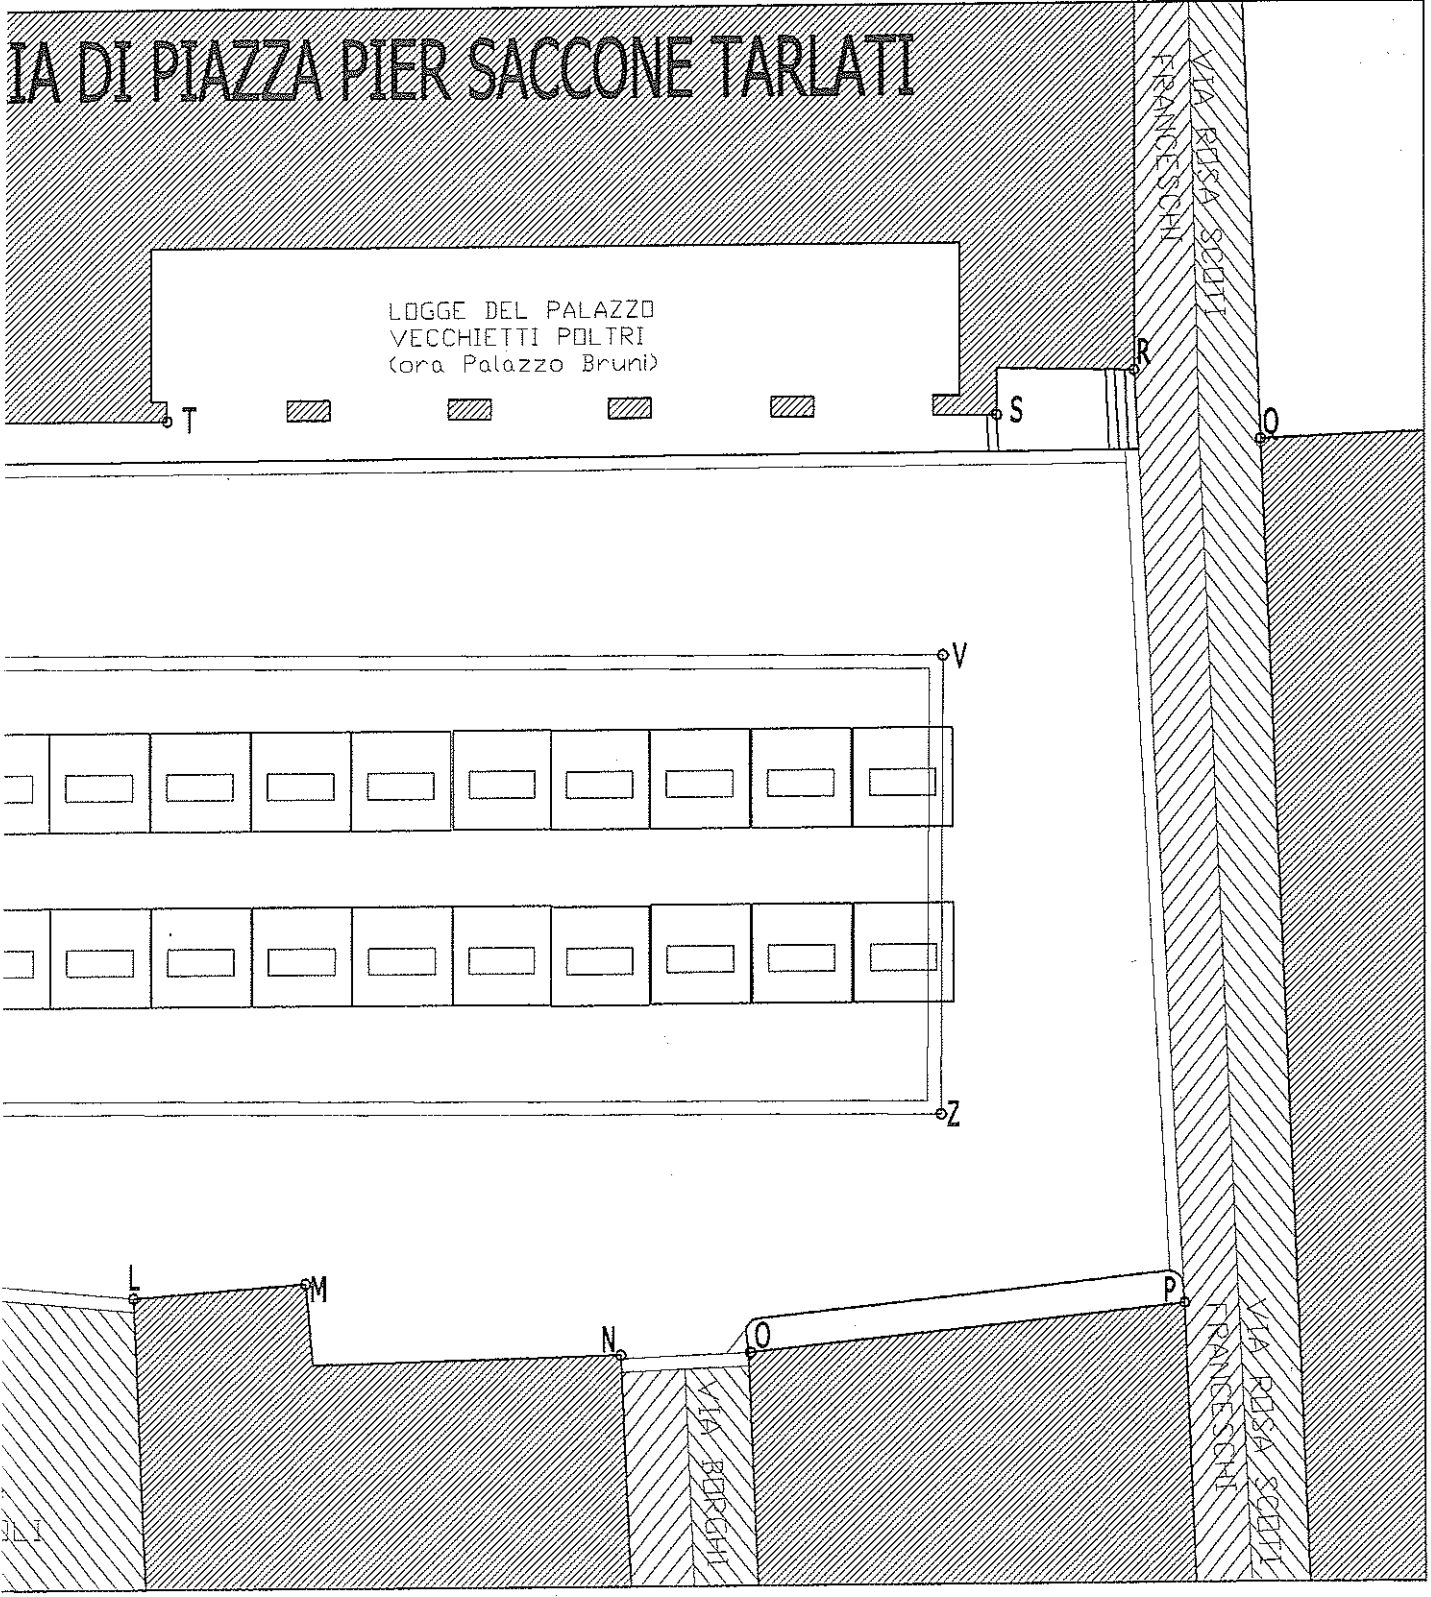 IA DI PIAZZA PIER SACCONE TARLATI
VIA ROSA SCOTI
FRANCESCHI
LOGGE DEL PALAZZO
VECCHIETTI POLTRI
(ora Palazzo Bruni)
R
T
S
Q
V
Z
L
M
P
N
O
FRANCESCHI
VIA ROSA SCOTI
VIA BORGHI
OLI